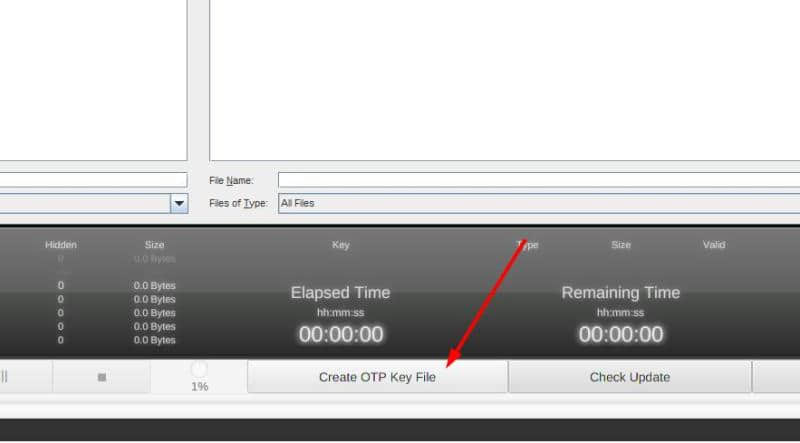 File Name:
Files of Type: All Files
Hidden Size Key Type Size Valid
0 0.0 Bytes
0 0.0 Bytes
0 0.0 Bytes
0 0.0 Bytes
0 0.0 Bytes
0 0.0 Bytes
Elapsed Time Remaining Time
hh:mm:ss hh:mm:ss
00:00:00 00:00:00
1% Create OTP Key File Check Update